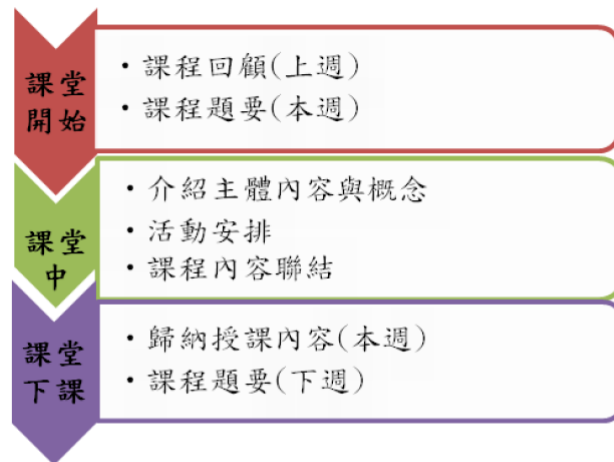 課堂
開始
・課程回顧(上週)
・課程題要(本週)
課堂
中
・介紹主體內容與概念
・活動安排
・課程內容聯結
課堂
下課
・歸納授課內容(本週)
・課程題要(下週)